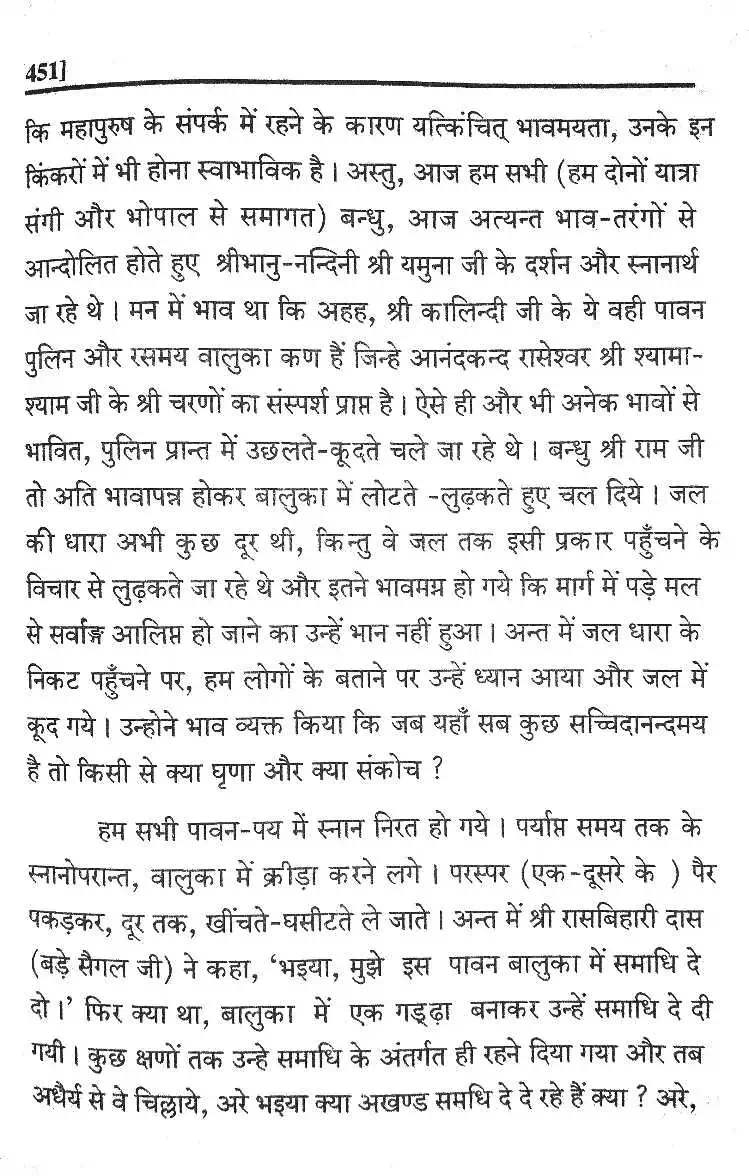 451]
कि महापुरुष के संपर्क में रहने के कारण यत्किंचित् भावमयता, उनके इन
किंकरों में भी होना स्वाभाविक है। अस्तु, आज हम सभी (हम दोनों यात्रा
संगी और भोपाल से समागत) बन्धु, आज अत्यन्त भाव-तरंगों से
आन्दोलित होते हुए श्रीभानु-नन्दिनी श्री यमुना जी के दर्शन और स्नानार्थ
जा रहे थे। मन में भाव था कि अहह, श्री कालिन्दी जी के ये वही पावन
पुलिन और रसमय वालुका कण हैं जिन्हे आनंदकन्द रासेश्वर श्री श्यामा-
श्याम जी के श्री चरणों का संस्पर्श प्राप्त है। ऐसे ही और भी अनेक भावों से
भावित, पुलिन प्रान्त में उछलते-कूदते चले जा रहे थे। बन्धु श्री राम जी
तो अति भावापन्न होकर बालुका में लोटते -लुढ़कते हुए चल दिये। जल
की धारा अभी कुछ दूर थी, किन्तु वे जल तक इसी प्रकार पहुँचने के
विचार से लुढ़कते जा रहे थे और इतने भावमग्न हो गये कि मार्ग में पड़े मल
से सर्वाङ्ग आलिप्त हो जाने का उन्हें भान नहीं हुआ। अन्त में जल धारा के
निकट पहुँचने पर, हम लोगों के बताने पर उन्हें ध्यान आया और जल में
कूद गये। उन्होने भाव व्यक्त किया कि जब यहाँ सब कुछ सच्चिदानन्दमय
है तो किसी से क्या घृणा और क्या संकोच ?
हम सभी पावन-पय में स्नान निरत हो गये। पर्याप्त समय तक के
स्नानोपरान्त, वालुका में क्रीड़ा करने लगे। परस्पर (एक-दूसरे के ) पैर
पकड़कर, दूर तक, खींचते-घसीटते ले जाते। अन्त में श्री रासबिहारी दास
(बड़े सैगल जी) ने कहा, 'भइया, मुझे इस पावन बालुका में समाधि दे
दो।' फिर क्या था, बालुका में एक गड्ढा बनाकर उन्हें समाधि दे दी
गयी। कुछ क्षणों तक उन्हे समाधि के अंतर्गत ही रहने दिया गया और तब
अधैर्य से वे चिल्लाये, अरे भइया क्या अखण्ड समधि दे दे रहे हैं क्या ? अरे,